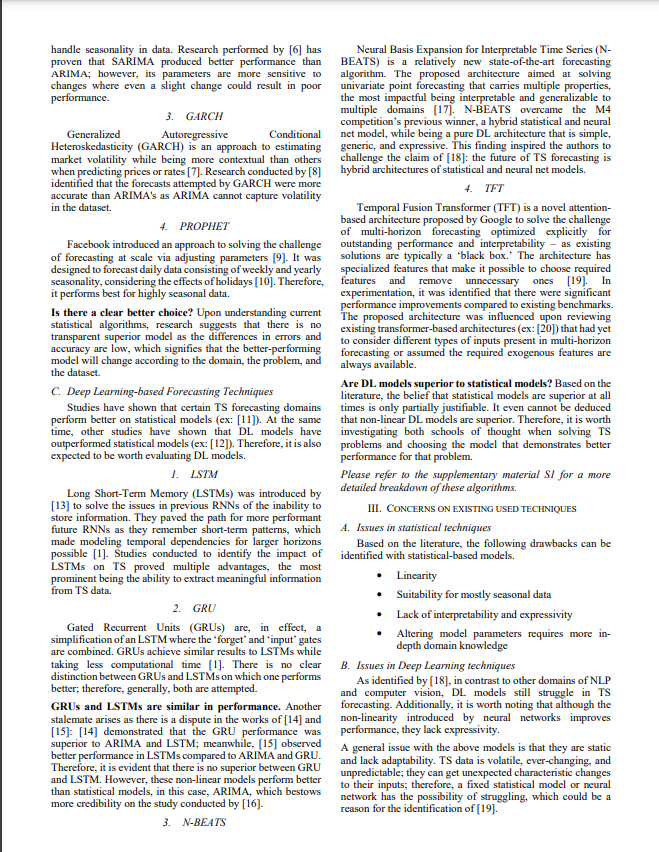 handle seasonality in data. Research performed by [6] has
proven that SARIMA produced better performance than
ARIMA; however, its parameters are more sensitive to
changes where even a slight change could result in poor
performance.
3. GARCH
Generalized Autoregressive Conditional
Heteroskedasticity (GARCH) is an approach to estimating
market volatility while being more contextual than others
when predicting prices or rates [7]. Research conducted by [8]
identified that the forecasts attempted by GARCH were more
accurate than ARIMA's as ARIMA cannot capture volatility
in the dataset.
4. PROPHET
Facebook introduced an approach to solving the challenge
of forecasting at scale via adjusting parameters [9]. It was
designed to forecast daily data consisting of weekly and yearly
seasonality, considering the effects of holidays [10]. Therefore,
it performs best for highly seasonal data.
Is there a clear better choice? Upon understanding current
statistical algorithms, research suggests that there is no
transparent superior model as the differences in errors and
accuracy are low, which signifies that the better-performing
model will change according to the domain, the problem, and
the dataset.
C. Deep Learning-based Forecasting Techniques
Studies have shown that certain TS forecasting domains
perform better on statistical models (ex: [11]). At the same
time, other studies have shown that DL models have
outperformed statistical models (ex: [12]). Therefore, it is also
expected to be worth evaluating DL models.
1. LSTM
Long Short-Term Memory (LSTMs) was introduced by
[13] to solve the issues in previous RNNs of the inability to
store information. They paved the path for more performant
future RNNs as they remember short-term patterns, which
made modeling temporal dependencies for larger horizons
possible [1]. Studies conducted to identify the impact of
LSTMs on TS proved multiple advantages, the most
prominent being the ability to extract meaningful information
from TS data.
2. GRU
Gated Recurrent Units (GRUs) are, in effect, a
simplification of an LSTM where the 'forget' and 'input' gates
are combined. GRUs achieve similar results to LSTMs while
taking less computational time [1]. There is no clear
distinction between GRUs and LSTMs on which one performs
better; therefore, generally, both are attempted.
GRUs and LSTMs are similar in performance. Another
stalemate arises as there is a dispute in the works of [14] and
[15]: [14] demonstrated that the GRU performance was
superior to ARIMA and LSTM; meanwhile, [15] observed
better performance in LSTMs compared to ARIMA and GRU.
Therefore, it is evident that there is no superior between GRU
and LSTM. However, these non-linear models perform better
than statistical models, in this case, ARIMA, which bestows
more credibility on the study conducted by [16].
3. N-BEATS
Neural Basis Expansion for Interpretable Time Series (N-
BEATS) is a relatively new state-of-the-art forecasting
algorithm. The proposed architecture aimed at solving
univariate point forecasting that carries multiple properties,
the most impactful being interpretable and generalizable to
multiple domains [17]. N-BEATS overcame the M4
competition's previous winner, a hybrid statistical and neural
net model, while being a pure DL architecture that is simple,
generic, and expressive. This finding inspired the authors to
challenge the claim of [18]: the future of TS forecasting is
hybrid architectures of statistical and neural net models.
4. TFT
Temporal Fusion Transformer (TFT) is a novel attention-
based architecture proposed by Google to solve the challenge
of multi-horizon forecasting optimized explicitly for
outstanding performance and interpretability – as existing
solutions are typically a 'black box.' The architecture has
specialized features that make it possible to choose required
features and remove unnecessary ones [19]. In
experimentation, it was identified that there were significant
performance improvements compared to existing benchmarks.
The proposed architecture was influenced upon reviewing
existing transformer-based architectures (ex: [20]) that had yet
to consider different types of inputs present in multi-horizon
forecasting or assumed the required exogenous features are
always available.
Are DL models superior to statistical models? Based on the
literature, the belief that statistical models are superior at all
times is only partially justifiable. It even cannot be deduced
that non-linear DL models are superior. Therefore, it is worth
investigating both schools of thought when solving TS
problems and choosing the model that demonstrates better
performance for that problem.
Please refer to the supplementary material S1 for a more
detailed breakdown of these algorithms.
III. CONCERNS ON EXISTING USED TECHNIQUES
A. Issues in statistical techniques
Based on the literature, the following drawbacks can be
identified with statistical-based models.
• Linearity
• Suitability for mostly seasonal data
• Lack of interpretability and expressivity
• Altering model parameters requires more in-
depth domain knowledge
B. Issues in Deep Learning techniques
As identified by [18], in contrast to other domains of NLP
and computer vision, DL models still struggle in TS
forecasting. Additionally, it is worth noting that although the
non-linearity introduced by neural networks improves
performance, they lack expressivity.
A general issue with the above models is that they are static
and lack adaptability. TS data is volatile, ever-changing, and
unpredictable; they can get unexpected characteristic changes
to their inputs; therefore, a fixed statistical model or neural
network has the possibility of struggling, which could be a
reason for the identification of [19].